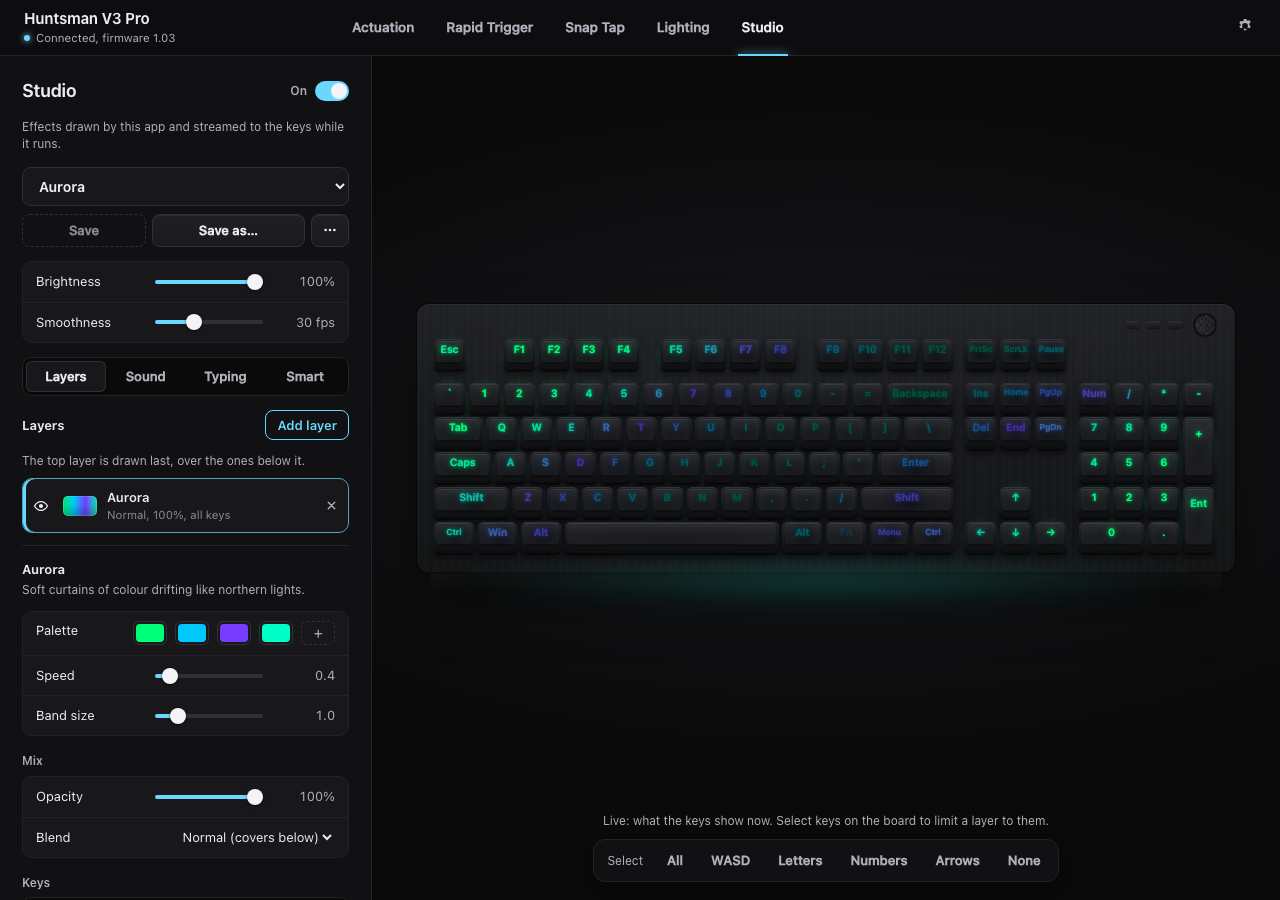 Huntsman V3 Pro
Connected, firmware 1.03
Actuation
Rapid Trigger
Snap Tap
Lighting
Studio
Studio
On
Effects drawn by this app and streamed to the keys while
it runs.
Aurora
Save
Save as...
...
Brightness
100%
Smoothness
30 fps
Layers
Sound
Typing
Smart
Layers
Add layer
The top layer is drawn last, over the ones below it.
Aurora
Normal, 100%, all keys
Aurora
Soft curtains of colour drifting like northern lights.
Palette
+
Speed
0.4
Band size
1.0
Mix
Opacity
100%
Blend
Normal (covers below)
Keys
Esc F1 F2 F3 F4 F5 F6 F7 F8 F9 F10 F11 F12 PrtSc ScrLk Pause
` 1 2 3 4 5 6 7 8 9 0 - = Backspace Ins Home PgUp Num / * -
Tab Q W E R T Y U I O P [ ] \ Del End PgDn 7 8 9 +
Caps A S D F G H J K L ; ' Enter 4 5 6
Shift Z X C V B N M , . / Shift ↑ 1 2 3 Ent
Ctrl Win Alt Alt Fn Menu Ctrl ← ↓ → 0 .
Live: what the keys show now. Select keys on the board to limit a layer to them.
Select
All
WASD
Letters
Numbers
Arrows
None